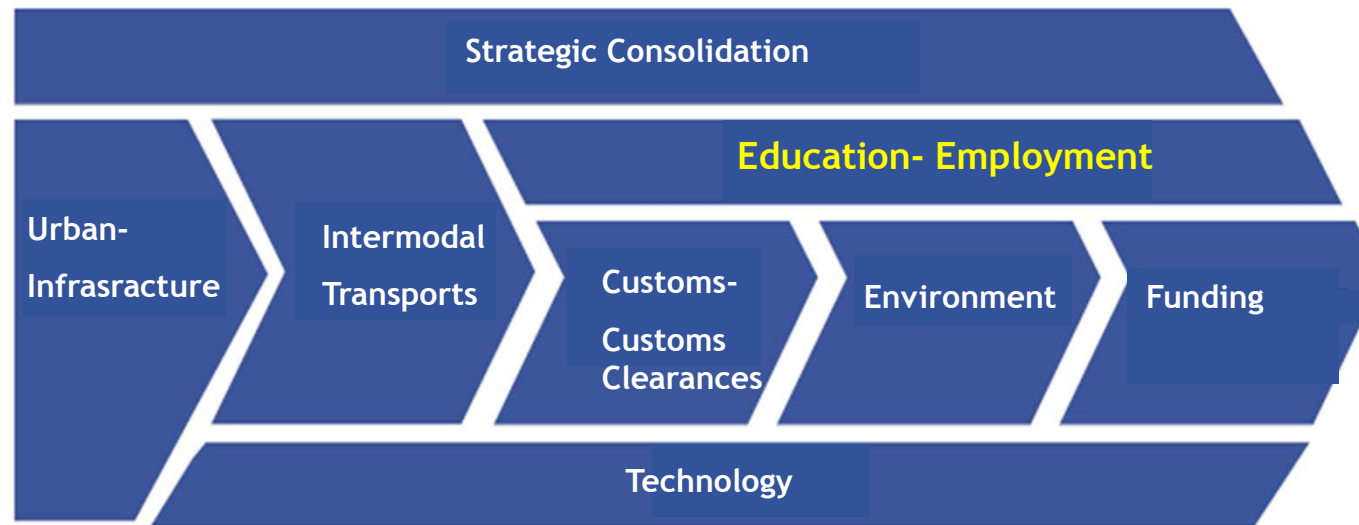 Strategic Consolidation
Education- Employment
Urban-
Infrasracture
Intermodal
Transports
Customs-
Customs
Clearances
Environment
Funding
Technology